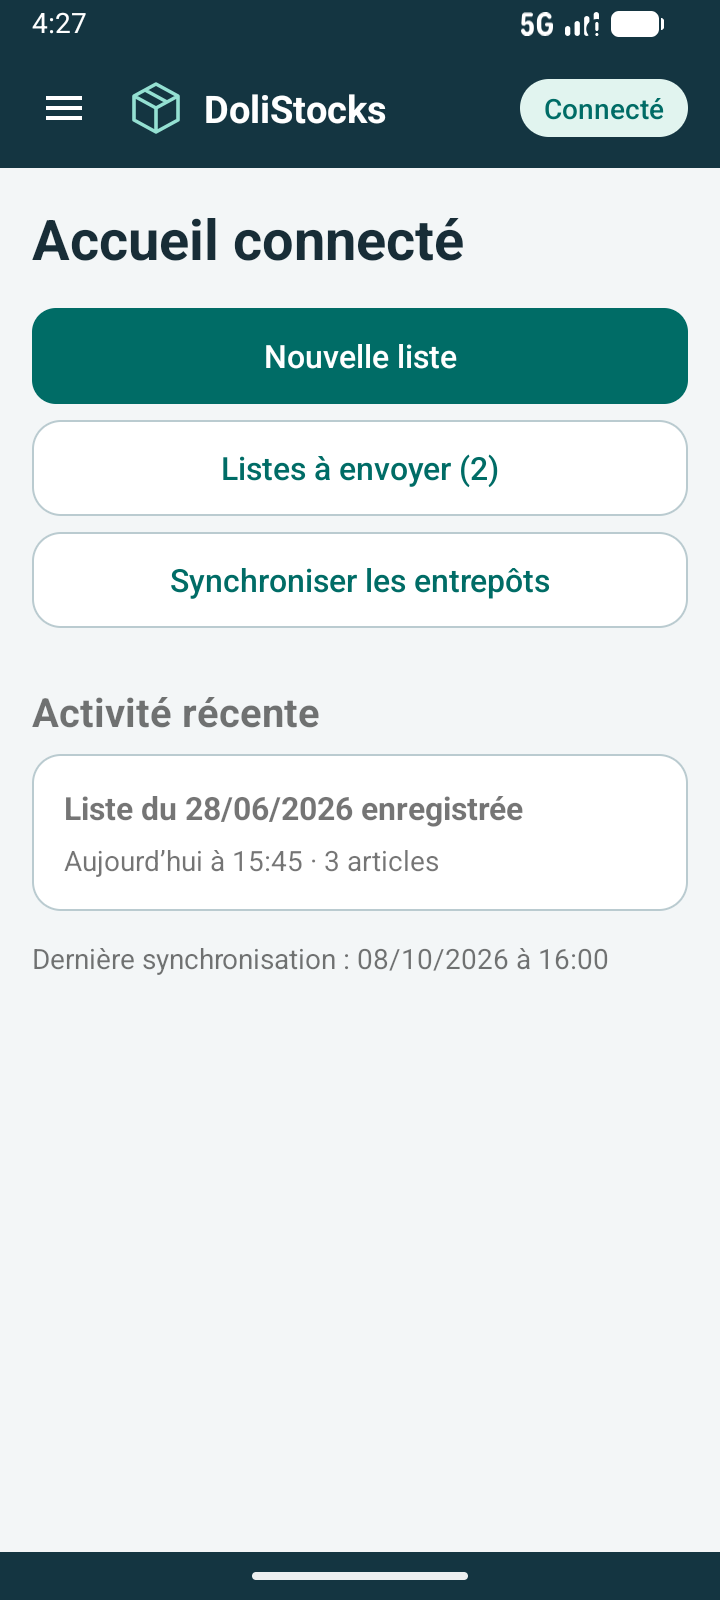 4:27
5G
DoliStocks
Connecté
Accueil connecté
Nouvelle liste
Listes à envoyer (2)
Synchroniser les entrepôts
Activité récente
Liste du 28/06/2026 enregistrée
Aujourd’hui à 15:45 · 3 articles
Dernière synchronisation : 08/10/2026 à 16:00